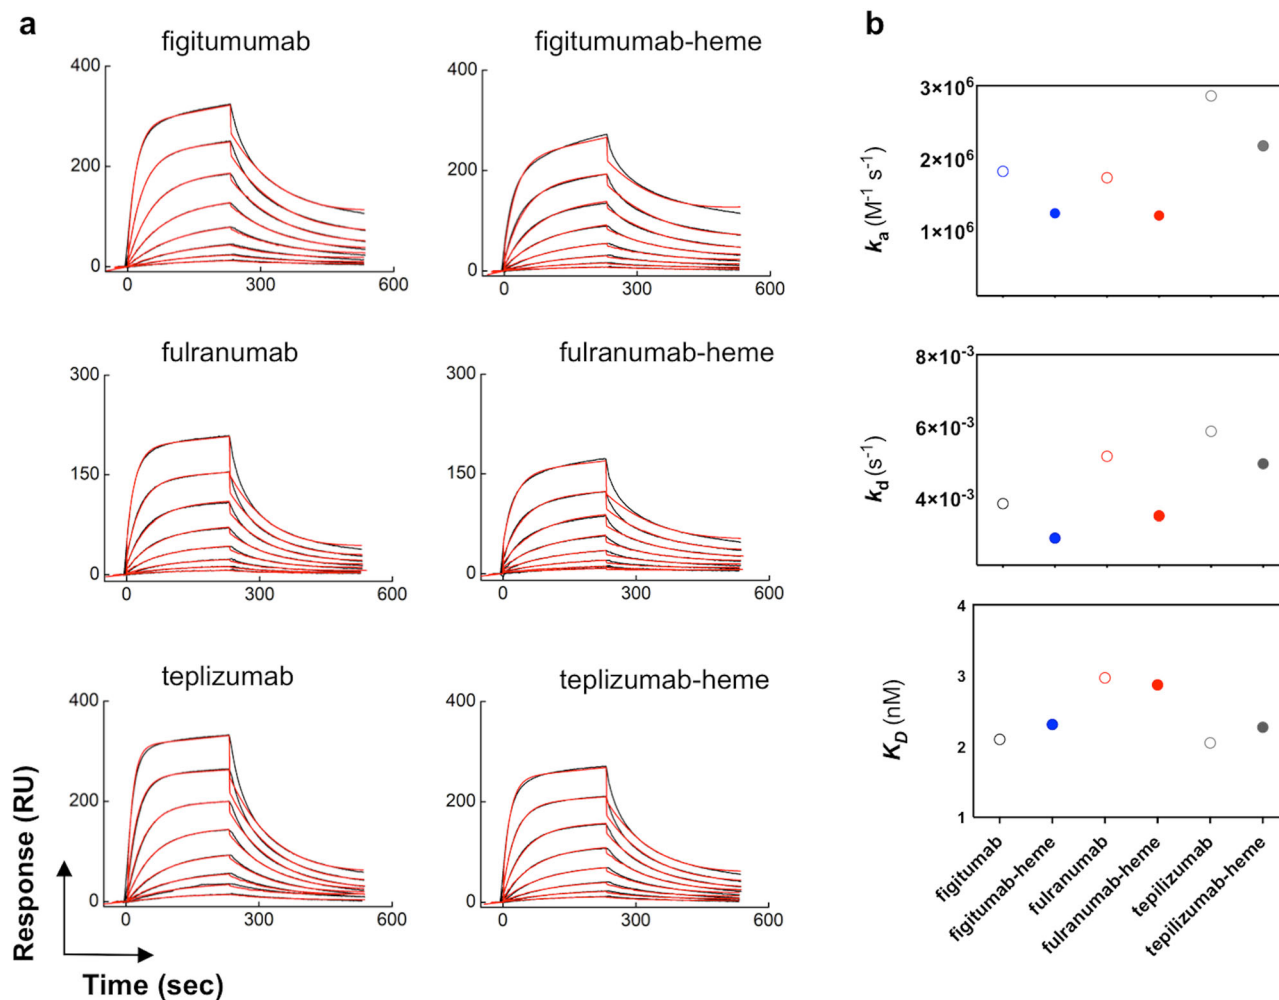 a
figitumumab
figitumumab-heme
400
200
0
0
300
600
400
200
0
0
300
600
fulranumab
fulranumab-heme
300
150
0
0
300
600
300
150
0
0
300
600
teplizumab
teplizumab-heme
400
200
0
0
300
600
400
200
0
0
300
600
Response (RU)
Time (sec)
b
3×10⁶
2×10⁶
1×10⁶
kₐ (M⁻¹ s⁻¹)
8×10⁻³
6×10⁻³
4×10⁻³
k_d (s⁻¹)
4
3
2
1
K_D (nM)
figitumab
figitumab-heme
fulranumab
fulranumab-heme
tepilizumab
tepilizumab-heme